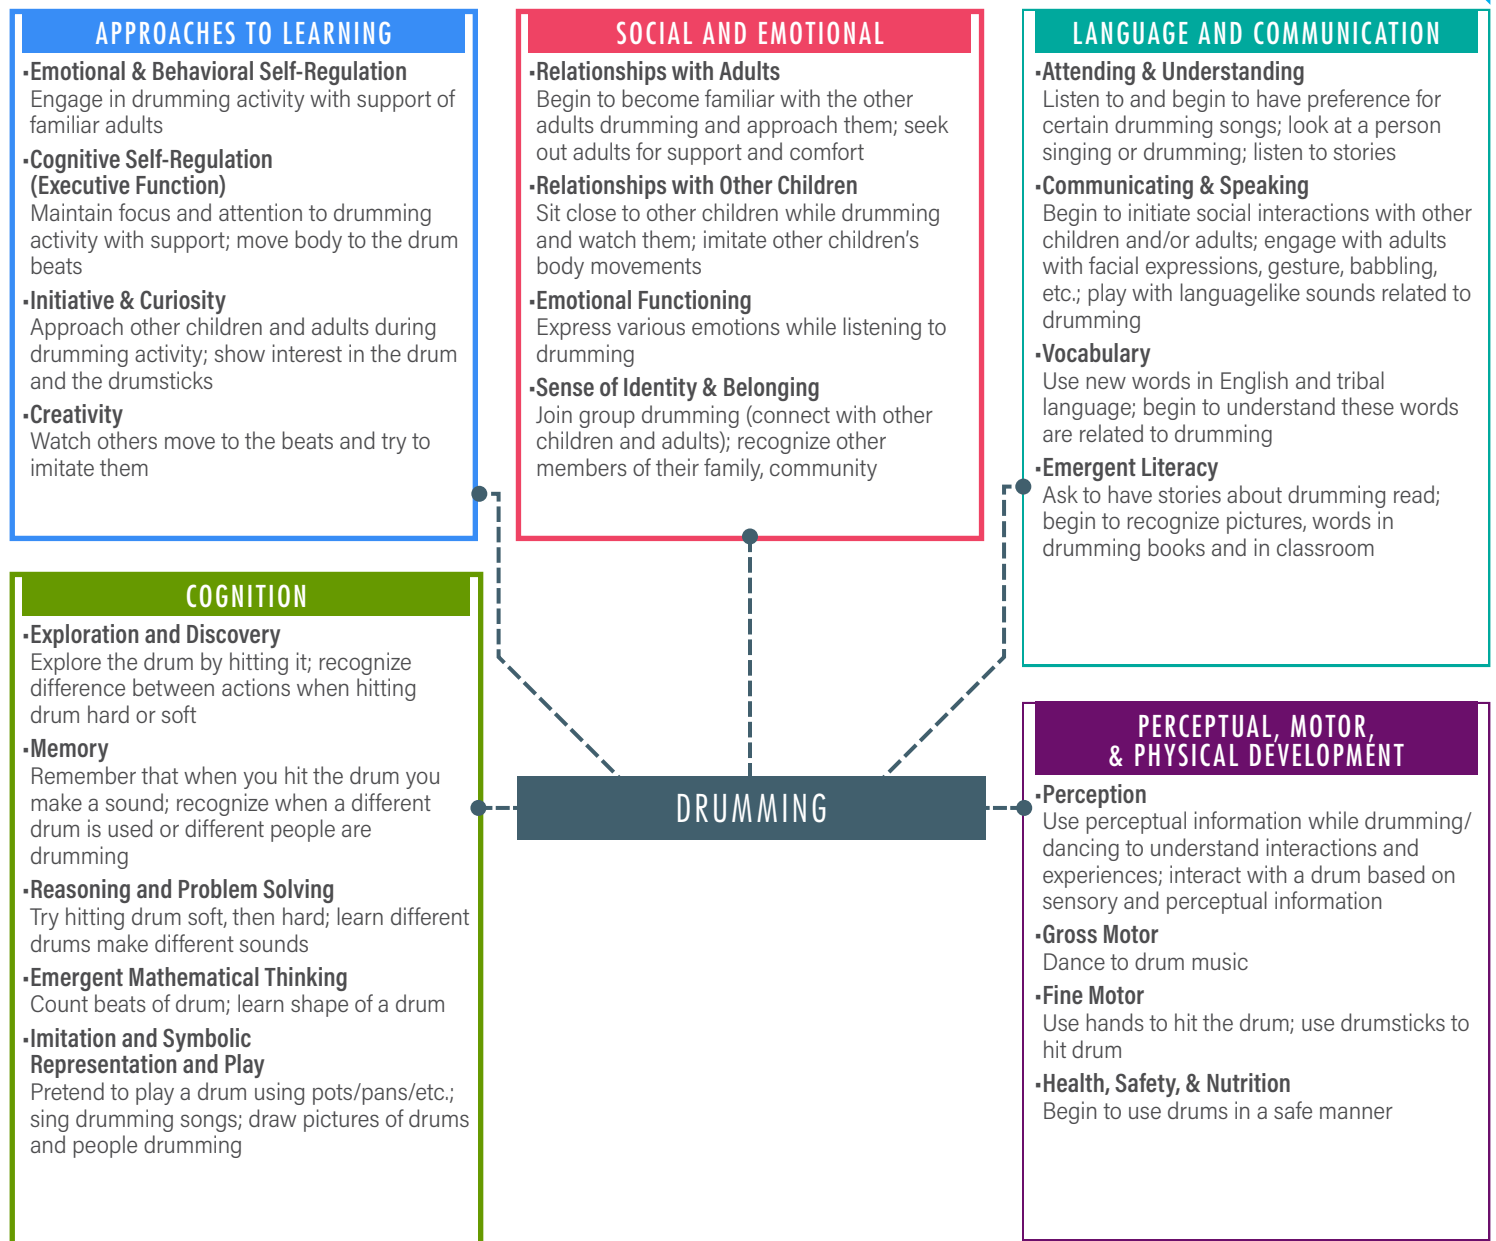 APPROACHES TO LEARNING
▪Emotional & Behavioral Self-Regulation
Engage in drumming activity with support of
familiar adults
▪Cognitive Self-Regulation
(Executive Function)
Maintain focus and attention to drumming
activity with support; move body to the drum
beats
▪Initiative & Curiosity
Approach other children and adults during
drumming activity; show interest in the drum
and the drumsticks
▪Creativity
Watch others move to the beats and try to
imitate them
SOCIAL AND EMOTIONAL
▪Relationships with Adults
Begin to become familiar with the other
adults drumming and approach them; seek
out adults for support and comfort
▪Relationships with Other Children
Sit close to other children while drumming
and watch them; imitate other children’s
body movements
▪Emotional Functioning
Express various emotions while listening to
drumming
▪Sense of Identity & Belonging
Join group drumming (connect with other
children and adults); recognize other
members of their family, community
LANGUAGE AND COMMUNICATION
▪Attending & Understanding
Listen to and begin to have preference for
certain drumming songs; look at a person
singing or drumming; listen to stories
▪Communicating & Speaking
Begin to initiate social interactions with other
children and/or adults; engage with adults
with facial expressions, gesture, babbling,
etc.; play with languagelike sounds related to
drumming
▪Vocabulary
Use new words in English and tribal
language; begin to understand these words
are related to drumming
▪Emergent Literacy
Ask to have stories about drumming read;
begin to recognize pictures, words in
drumming books and in classroom
COGNITION
▪Exploration and Discovery
Explore the drum by hitting it; recognize
difference between actions when hitting
drum hard or soft
▪Memory
Remember that when you hit the drum you
make a sound; recognize when a different
drum is used or different people are
drumming
▪Reasoning and Problem Solving
Try hitting drum soft, then hard; learn different
drums make different sounds
▪Emergent Mathematical Thinking
Count beats of drum; learn shape of a drum
▪Imitation and Symbolic
Representation and Play
Pretend to play a drum using pots/pans/etc.;
sing drumming songs; draw pictures of drums
and people drumming
DRUMMING
PERCEPTUAL, MOTOR,
& PHYSICAL DEVELOPMENT
▪Perception
Use perceptual information while drumming/
dancing to understand interactions and
experiences; interact with a drum based on
sensory and perceptual information
▪Gross Motor
Dance to drum music
▪Fine Motor
Use hands to hit the drum; use drumsticks to
hit drum
▪Health, Safety, & Nutrition
Begin to use drums in a safe manner